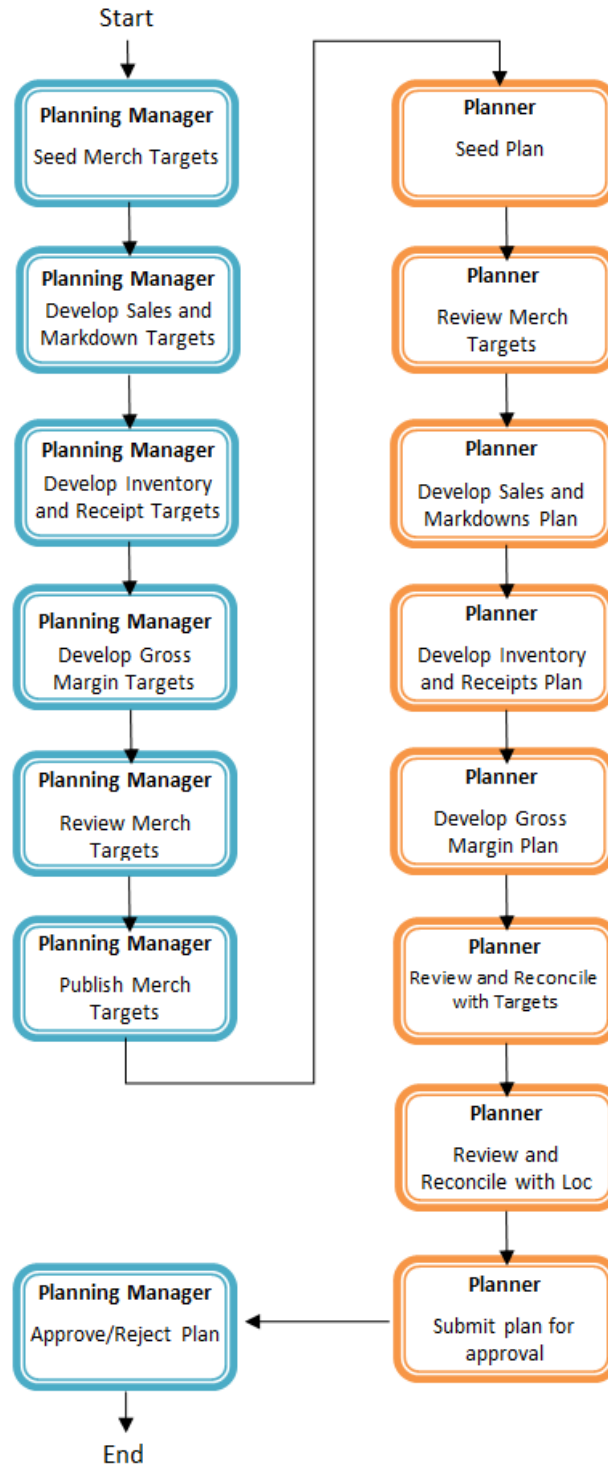 Start
Planning Manager
Seed Merch Targets
Planning Manager
Develop Sales and
Markdown Targets
Planning Manager
Develop Inventory
and Receipt Targets
Planning Manager
Develop Gross
Margin Targets
Planning Manager
Review Merch
Targets
Planning Manager
Publish Merch
Targets
Planner
Seed Plan
Planner
Review Merch
Targets
Planner
Develop Sales and
Markdowns Plan
Planner
Develop Inventory
and Receipts Plan
Planner
Develop Gross
Margin Plan
Planner
Review and Reconcile
with Targets
Planner
Review and
Reconcile with Loc
Planner
Submit plan for
approval
Planning Manager
Approve/Reject Plan
End